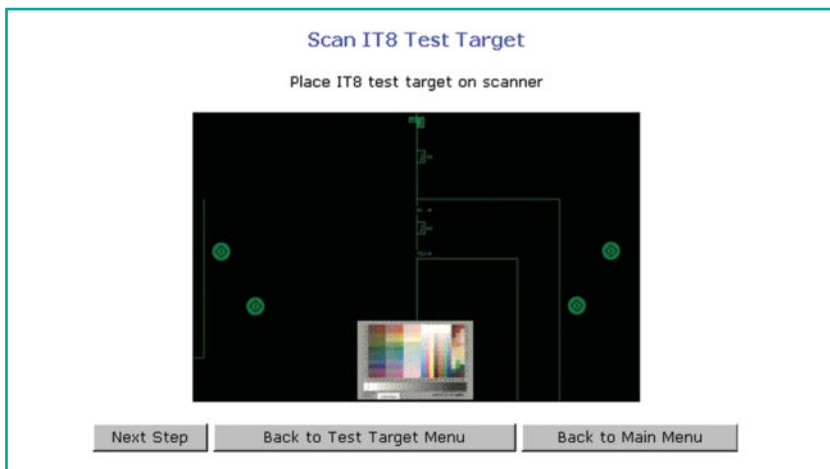 Scan IT8 Test Target
Place IT8 test target on scanner
Next Step
Back to Test Target Menu
Back to Main Menu